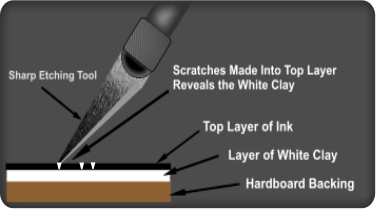 Sharp Etching Tool
Scratches Made Into Top Layer
Reveals the White Clay
Top Layer of Ink
Layer of White Clay
Hardboard Backing